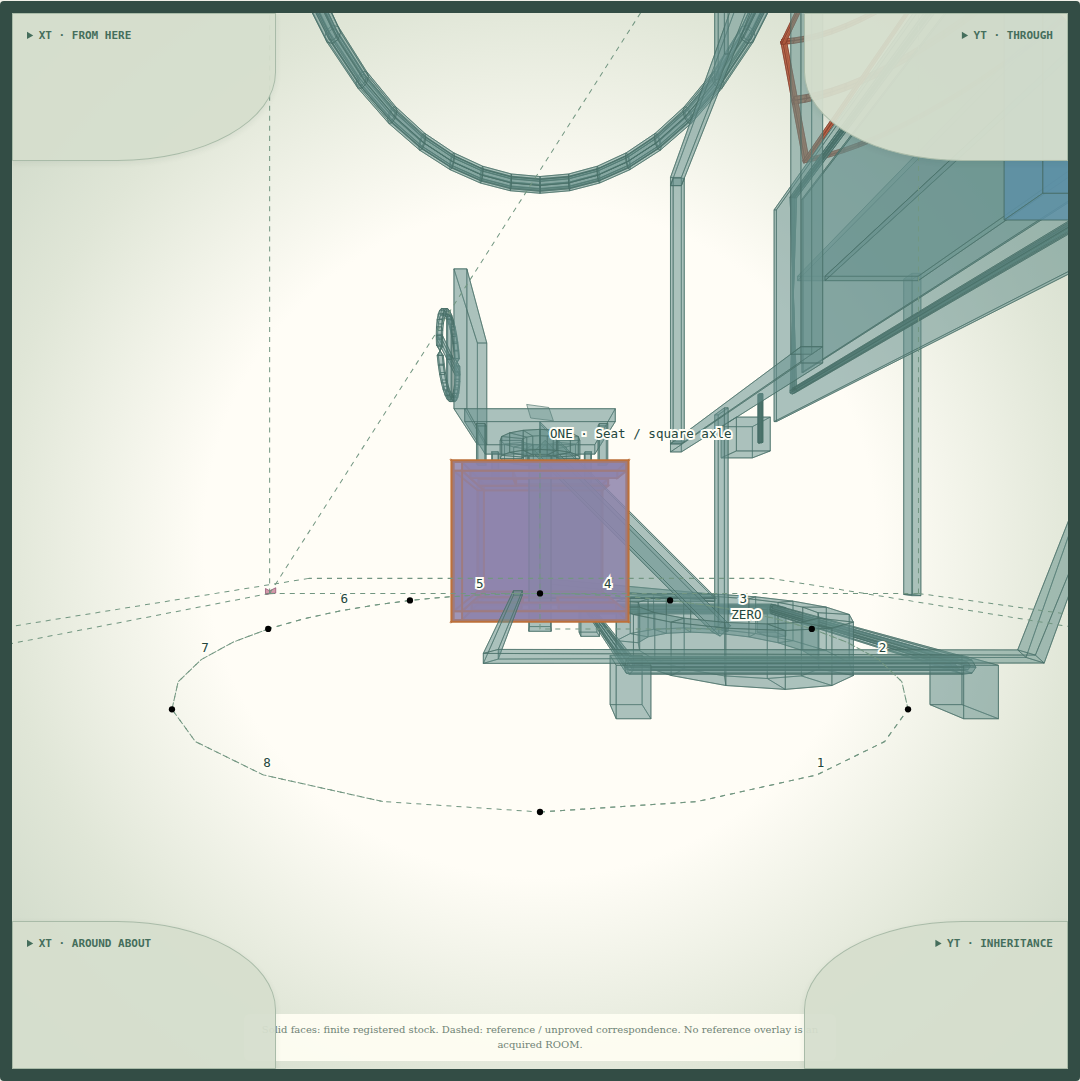 XT · FROM HERE
YT · THROUGH
ONE · Seat / square axle
5
4
6
3
ZERO
7
2
8
1
XT · AROUND ABOUT
YT · INHERITANCE
faces: finite registered stock. Dashed: reference / unproved correspondence. No reference overlay is
acquired ROOM.